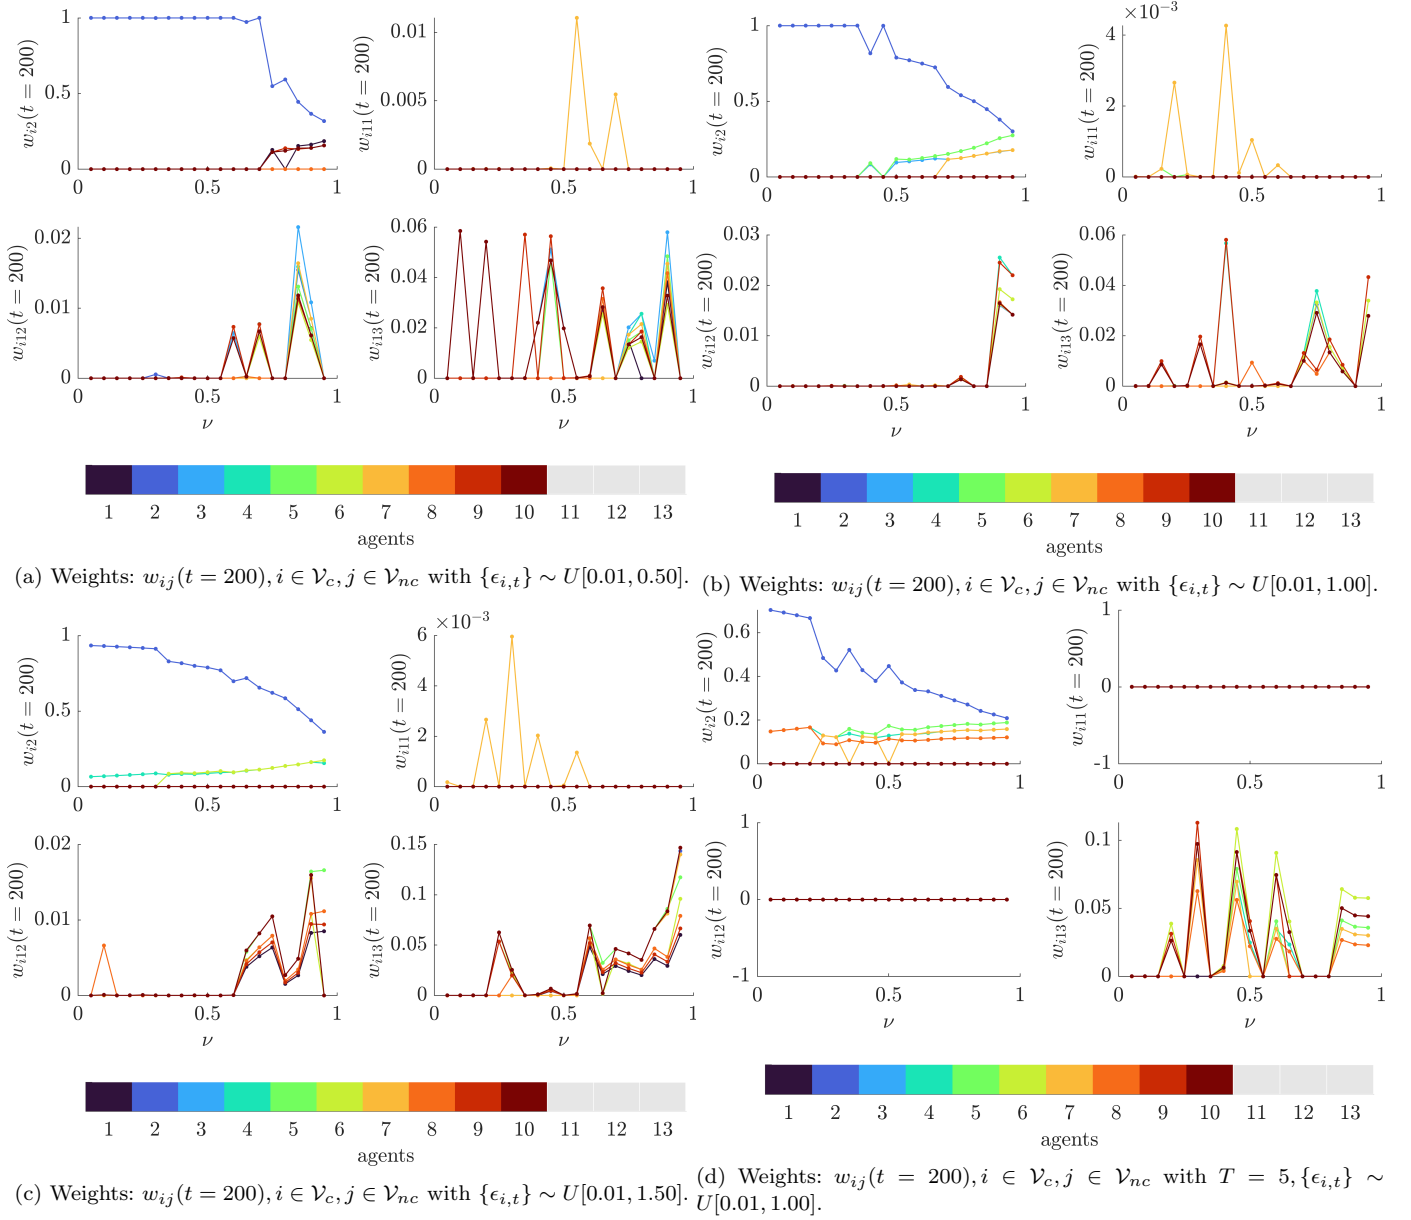 1
0.5
0
0 0.5 1
w_{i2}(t = 200)
0.01
0.005
0
0 0.5 1
w_{i11}(t = 200)
0.02
0.01
0
0 0.5 1
w_{i12}(t = 200)
ν
0.06
0.04
0.02
0
0 0.5 1
w_{i13}(t = 200)
ν
1 2 3 4 5 6 7 8 9 10 11 12 13
agents
(a) Weights: w_{ij}(t = 200), i ∈ 𝒱_c, j ∈ 𝒱_{nc} with {ϵ_{i,t}} ∼ U[0.01, 0.50].
1
0.5
0
0 0.5 1
w_{i2}(t = 200)
×10⁻³
4
2
0
0 0.5 1
w_{i11}(t = 200)
0.03
0.02
0.01
0
0 0.5 1
w_{i12}(t = 200)
ν
0.06
0.04
0.02
0
0 0.5 1
w_{i13}(t = 200)
ν
1 2 3 4 5 6 7 8 9 10 11 12 13
agents
(b) Weights: w_{ij}(t = 200), i ∈ 𝒱_c, j ∈ 𝒱_{nc} with {ϵ_{i,t}} ∼ U[0.01, 1.00].
1
0.5
0
0 0.5 1
w_{i2}(t = 200)
×10⁻³
6
4
2
0
0 0.5 1
w_{i11}(t = 200)
0.02
0.01
0
0 0.5 1
w_{i12}(t = 200)
ν
0.15
0.1
0.05
0
0 0.5 1
w_{i13}(t = 200)
ν
1 2 3 4 5 6 7 8 9 10 11 12 13
agents
(c) Weights: w_{ij}(t = 200), i ∈ 𝒱_c, j ∈ 𝒱_{nc} with {ϵ_{i,t}} ∼ U[0.01, 1.50].
0.6
0.4
0.2
0
0 0.5 1
w_{i2}(t = 200)
1
0
-1
0 0.5 1
w_{i11}(t = 200)
1
0
-1
0 0.5 1
w_{i12}(t = 200)
ν
0.1
0.05
0
0 0.5 1
w_{i13}(t = 200)
ν
1 2 3 4 5 6 7 8 9 10 11 12 13
agents
(d) Weights: w_{ij}(t = 200), i ∈ 𝒱_c, j ∈ 𝒱_{nc} with T = 5, {ϵ_{i,t}} ∼
U[0.01, 1.00].